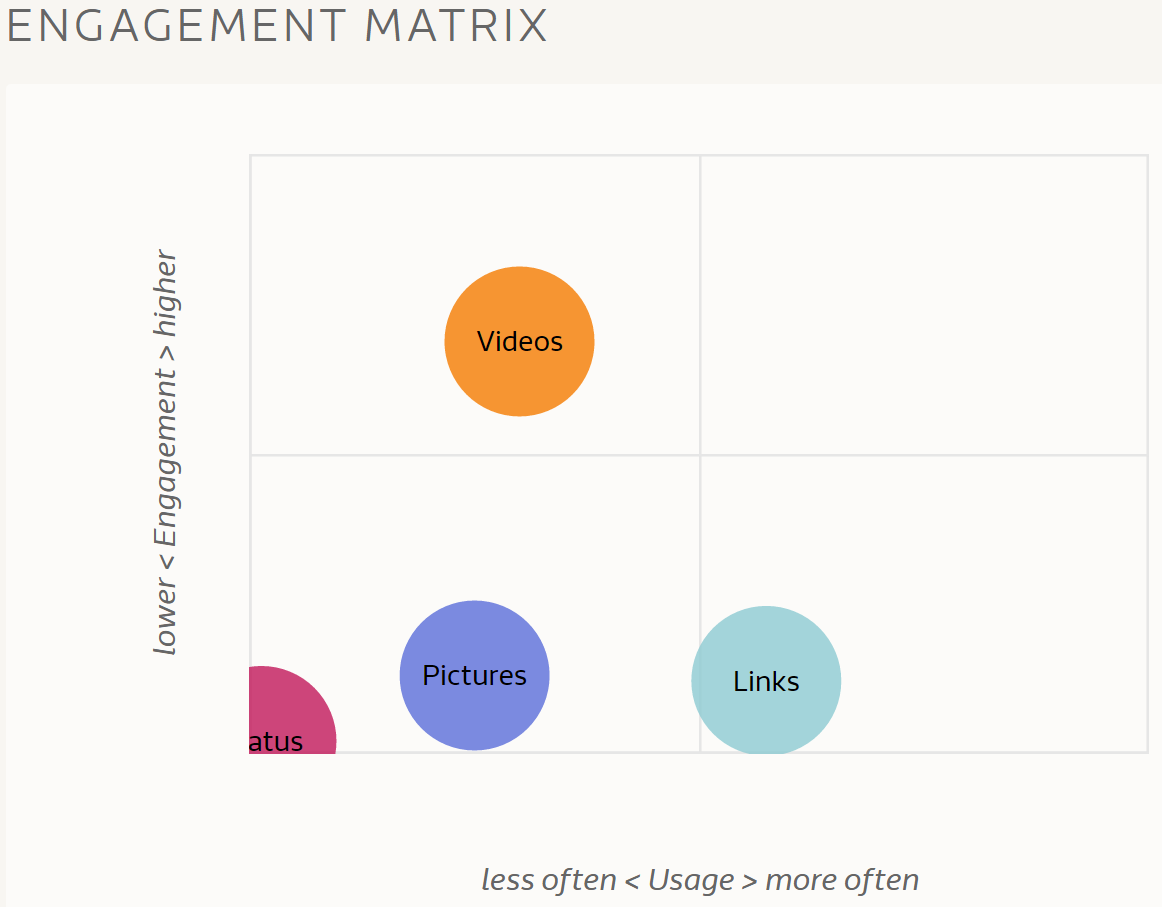 ENGAGEMENT MATRIX
lower < Engagement > higher
Videos
Pictures
Links
atus
less often < Usage > more often